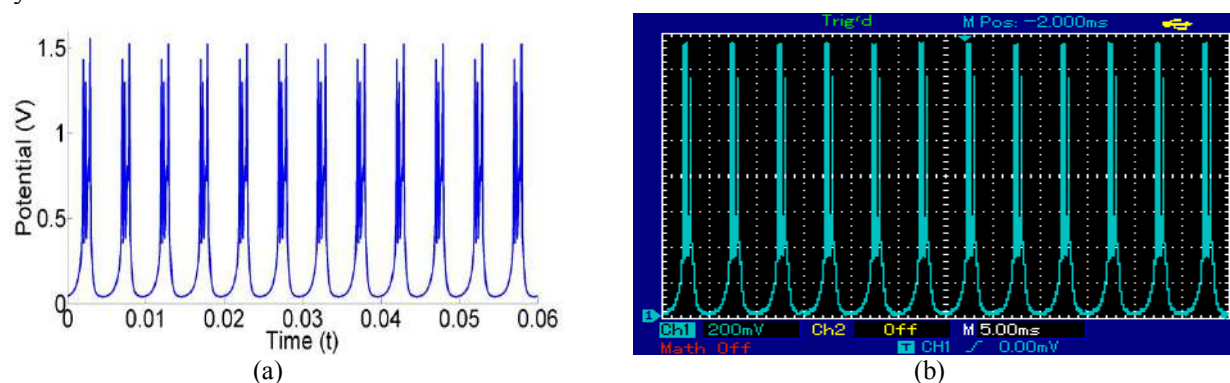 Trig'd M Pos: -2.000ms
1.5
1
0.5
0
Potential (V)
0 0.01 0.02 0.03 0.04 0.05 0.06
Time (t)
(a)
1
Ch1 200mV Ch2 Off M 5.00ms
Math Off T CH1 0.00mV
(b)